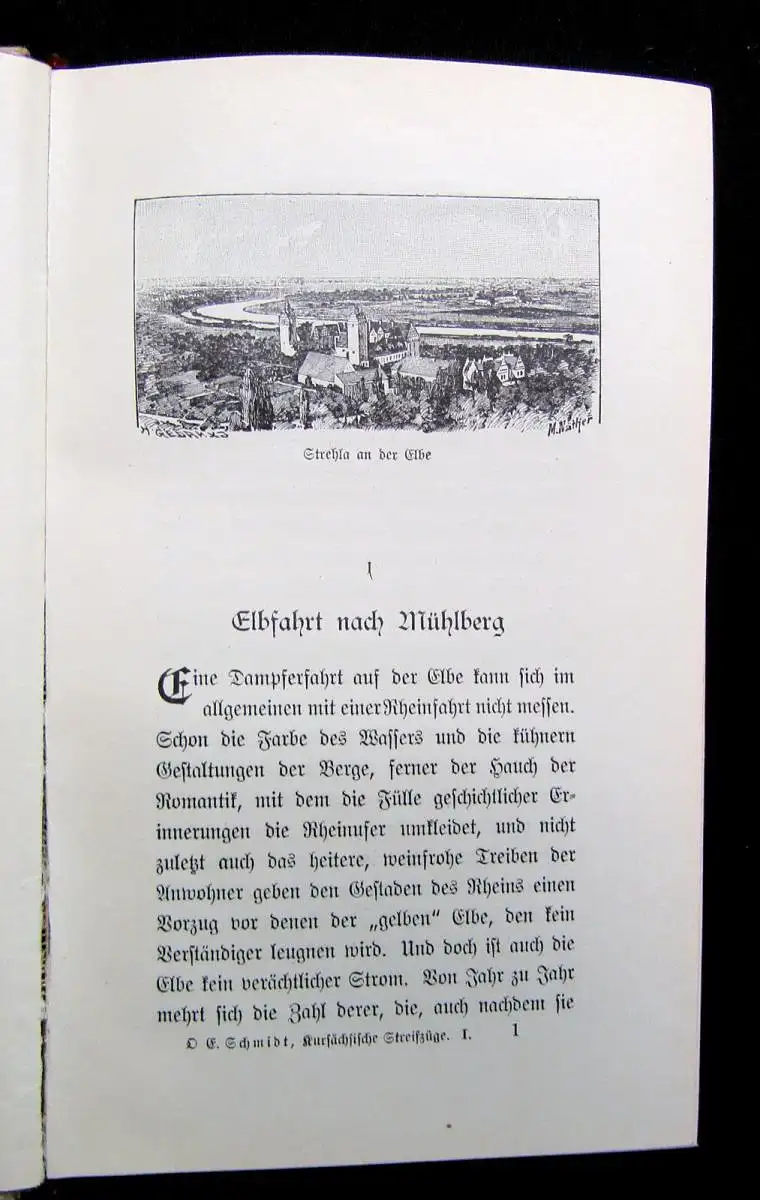 M. Näther
Strehla an der Elbe
I
Elbfahrt nach Mühlberg
Eine Dampferfahrt auf der Elbe kann sich im
allgemeinen mit einer Rheinfahrt nicht messen.
Schon die Farbe des Wassers und die kühnern
Gestaltungen der Berge, ferner der Hauch der
Romantik, mit dem die Fülle geschichtlicher Er-
innerungen die Rheinufer umkleidet, und nicht
zuletzt auch das heitere, weinfrohe Treiben der
Anwohner geben den Gestaden des Rheins einen
Vorzug vor denen der „gelben“ Elbe, den kein
Verständiger leugnen wird. Und doch ist auch die
Elbe kein verächtlicher Strom. Von Jahr zu Jahr
mehrt sich die Zahl derer, die, auch nachdem sie
O E. Schmidt, Kursächsische Streifzüge. I. 1